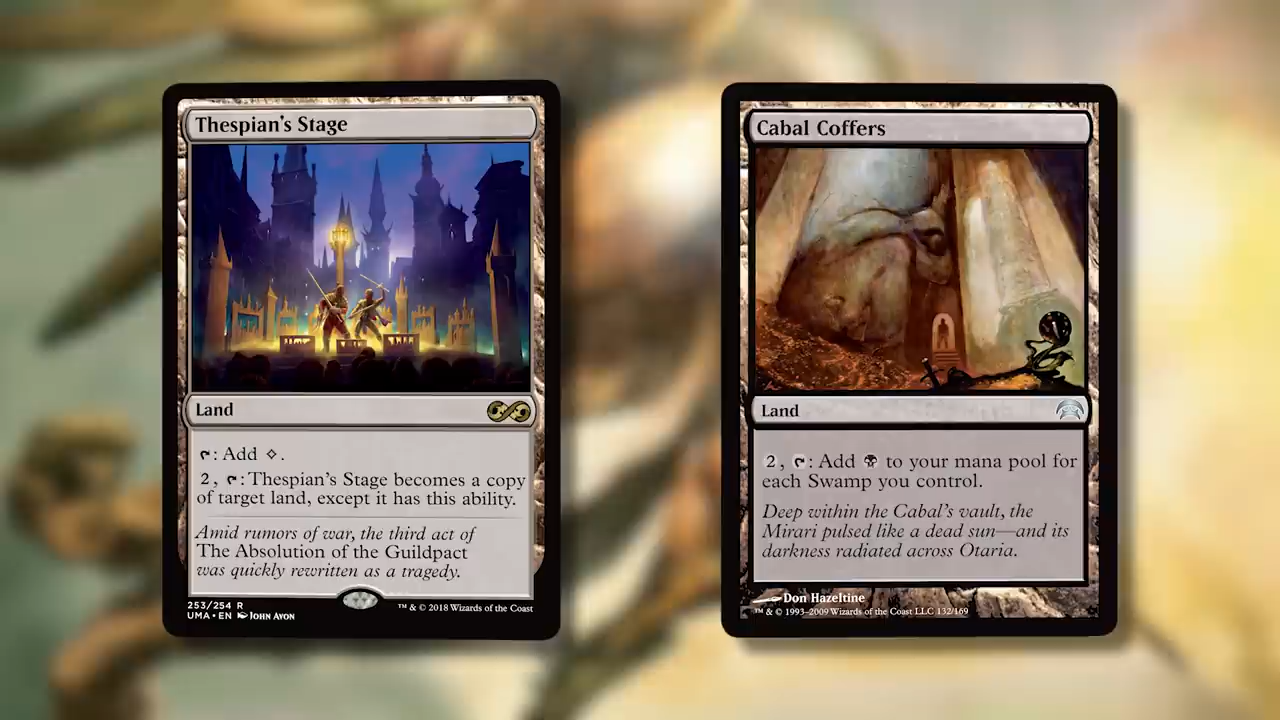 Thespian's Stage
Land
: Add .
2, : Thespian's Stage becomes a copy
of target land, except it has this ability.
Amid rumors of war, the third act of
The Absolution of the Guildpact
was quickly rewritten as a tragedy.
253/254 R
UMA • EN JOHN AVON
™ & © 2018 Wizards of the Coast
Cabal Coffers
Land
2, : Add to your mana pool for
each Swamp you control.
Deep within the Cabal's vault, the
Mirari pulsed like a dead sun—and its
darkness radiated across Otaria.
Don Hazeltine
™ & © 1993–2009 Wizards of the Coast LLC 132/169